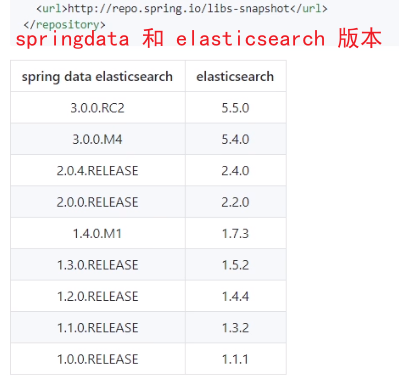 <url>http://repo.spring.io/libs-snapshot</url>
</repository>
springdata 和 elasticsearch 版本
spring data elasticsearch elasticsearch
3.0.0.RC2 5.5.0
3.0.0.M4 5.4.0
2.0.4.RELEASE 2.4.0
2.0.0.RELEASE 2.2.0
1.4.0.M1 1.7.3
1.3.0.RELEASE 1.5.2
1.2.0.RELEASE 1.4.4
1.1.0.RELEASE 1.3.2
1.0.0.RELEASE 1.1.1